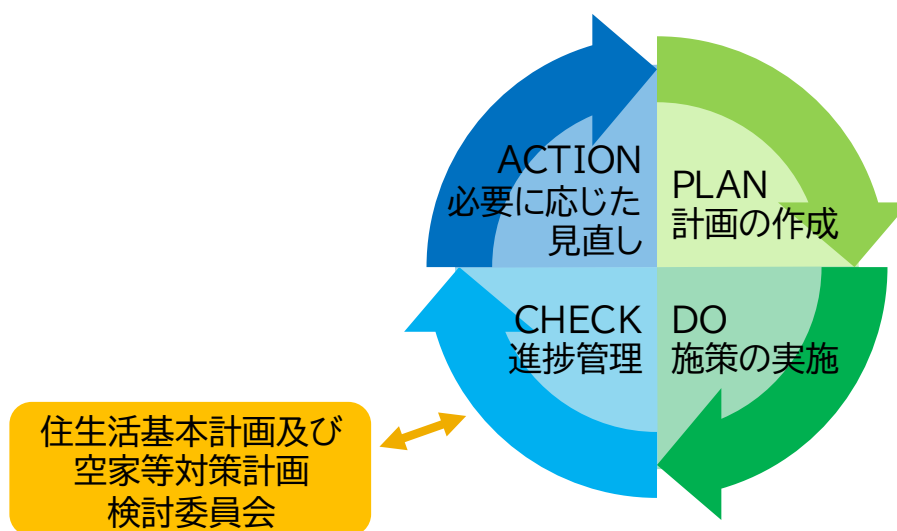 ACTION
必要に応じた
見直し
PLAN
計画の作成
CHECK
進捗管理
DO
施策の実施
住生活基本計画及び
空家等対策計画
検討委員会